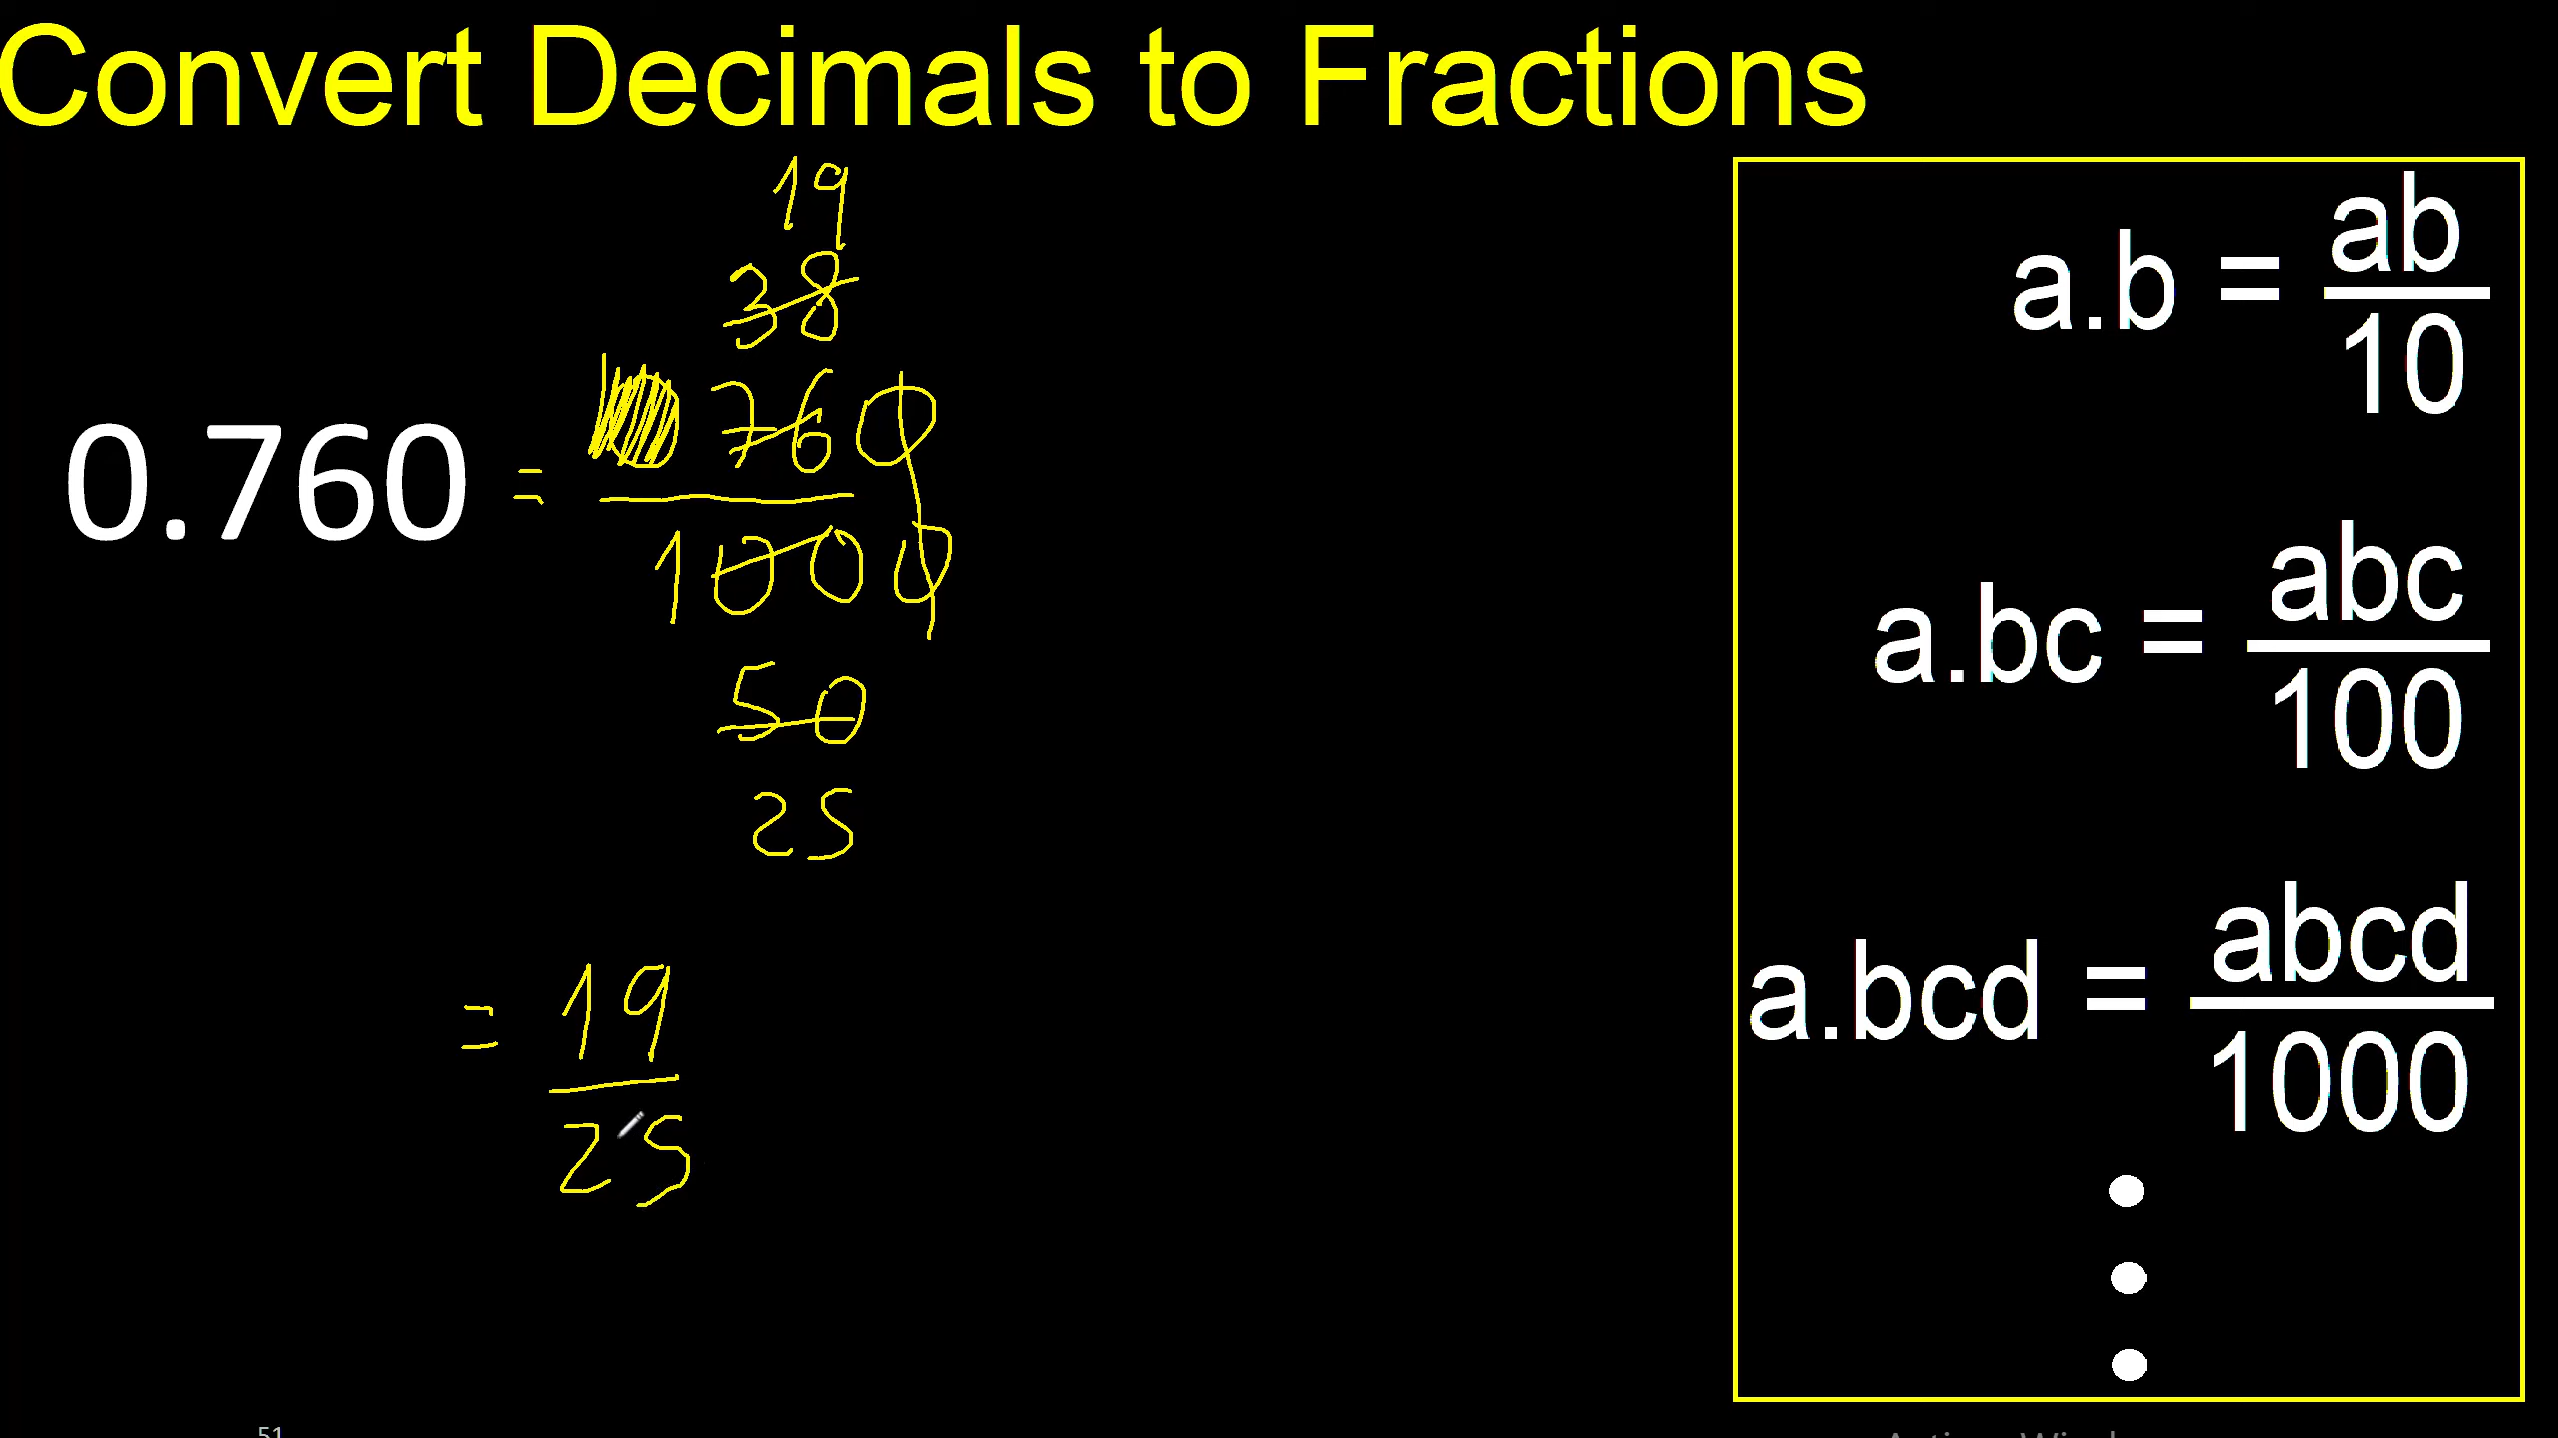 Convert Decimals to Fractions
19
38
0.760 = 760
1000
50
25
= 19
25
a.b = ab
10
a.bc = abc
100
a.bcd = abcd
1000
51